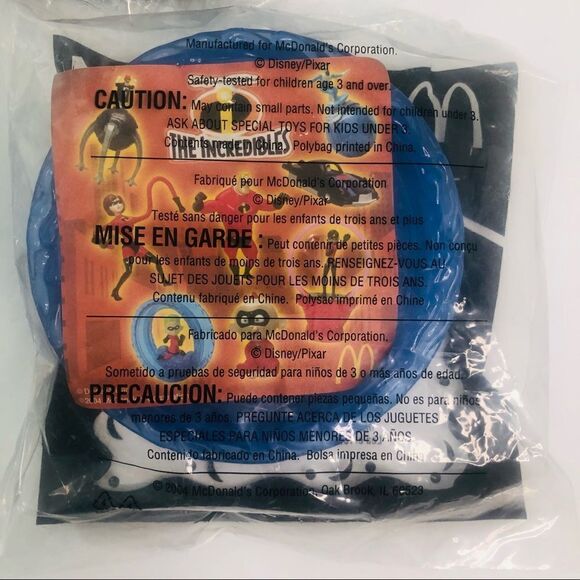 Manufactured for McDonald's Corporation.
© Disney/Pixar
Safety-tested for children age 3 and over.
CAUTION: May contain small parts. Not intended for children under 3.
ASK ABOUT SPECIAL TOYS FOR KIDS UNDER 3.
Contents made in China. Polybag printed in China.
THE INCREDIBLES
Fabriqué pour McDonald's Corporation
© Disney/Pixar
Testé sans danger pour les enfants de trois ans et plus
MISE EN GARDE : Peut contenir de petites pièces. Non conçu
pour les enfants de moins de trois ans. RENSEIGNEZ-VOUS AU
SUJET DES JOUETS POUR LES MOINS DE TROIS ANS.
Contenu fabriqué en Chine. Polysac imprimé en Chine
Fabricado para McDonald's Corporation.
© Disney/Pixar
Sometido a pruebas de seguridad para niños de 3 o más años de edad.
PRECAUCION: Puede contener piezas pequeñas. No es para niños
menores de 3 años. PREGUNTE ACERCA DE LOS JUGUETES
ESPECIALES PARA NIÑOS MENORES DE 3 AÑOS
Contenido fabricado en China. Bolsa impresa en China
© 2004 McDonald's Corporation, Oak Brook, IL 60523